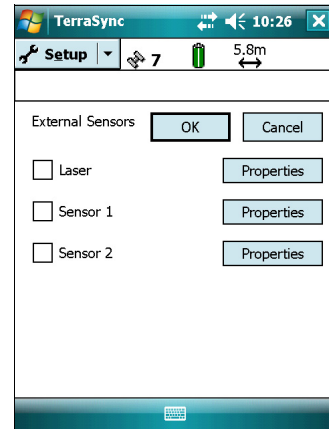 TerraSync 10:26
Setup 7 5.8m
External Sensors OK Cancel
Laser Properties
Sensor 1 Properties
Sensor 2 Properties